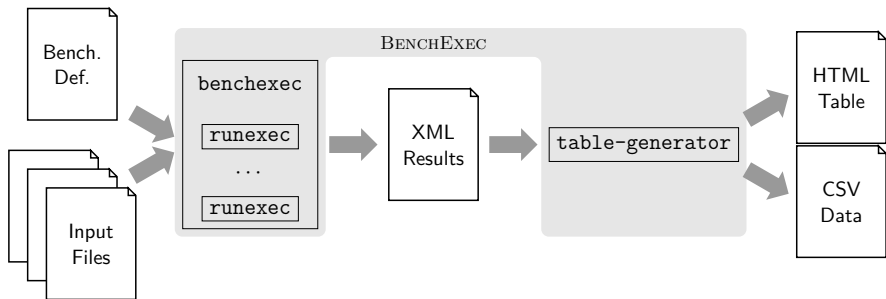 BENCHEXEC
Bench.
Def.
Input
Files
benchexec
runexec
...
runexec
XML
Results
table-generator
HTML
Table
CSV
Data